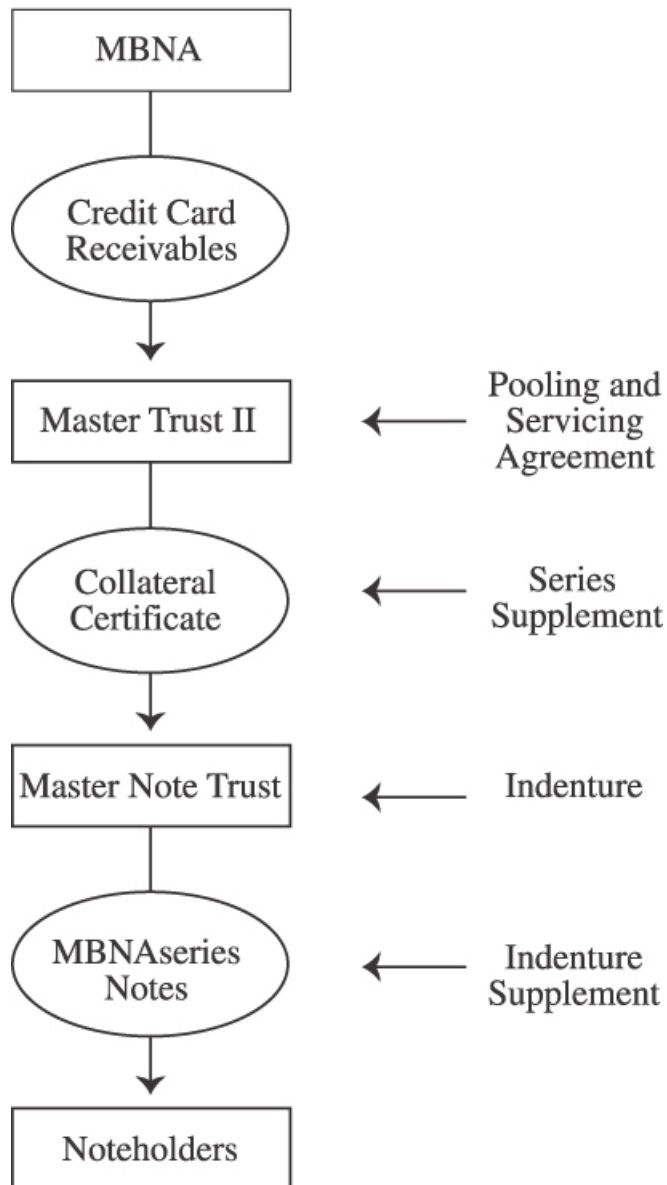 MBNA
Credit Card
Receivables
Master Trust II
Pooling and
Servicing
Agreement
Collateral
Certificate
Series
Supplement
Master Note Trust
Indenture
MBNAseries
Notes
Indenture
Supplement
Noteholders